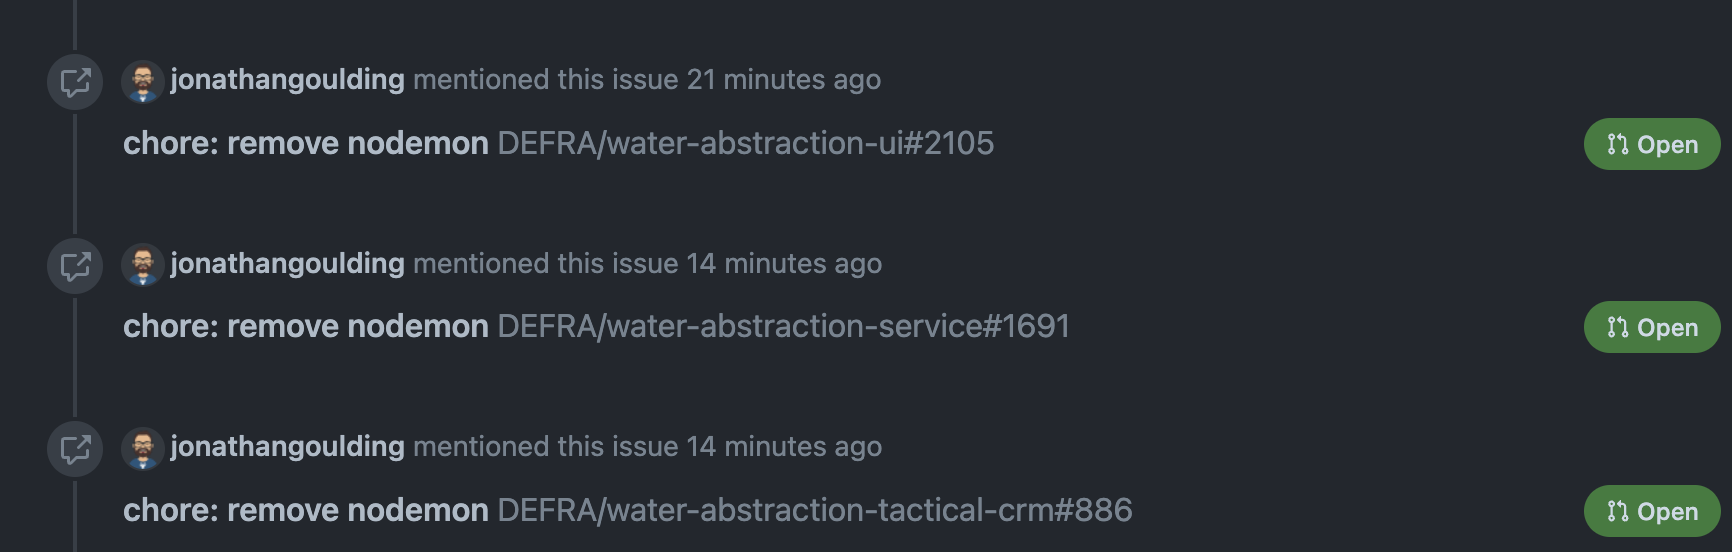 jonathangoulding mentioned this issue 21 minutes ago
chore: remove nodemon DEFRA/water-abstraction-ui#2105
Open
jonathangoulding mentioned this issue 14 minutes ago
chore: remove nodemon DEFRA/water-abstraction-service#1691
Open
jonathangoulding mentioned this issue 14 minutes ago
chore: remove nodemon DEFRA/water-abstraction-tactical-crm#886
Open